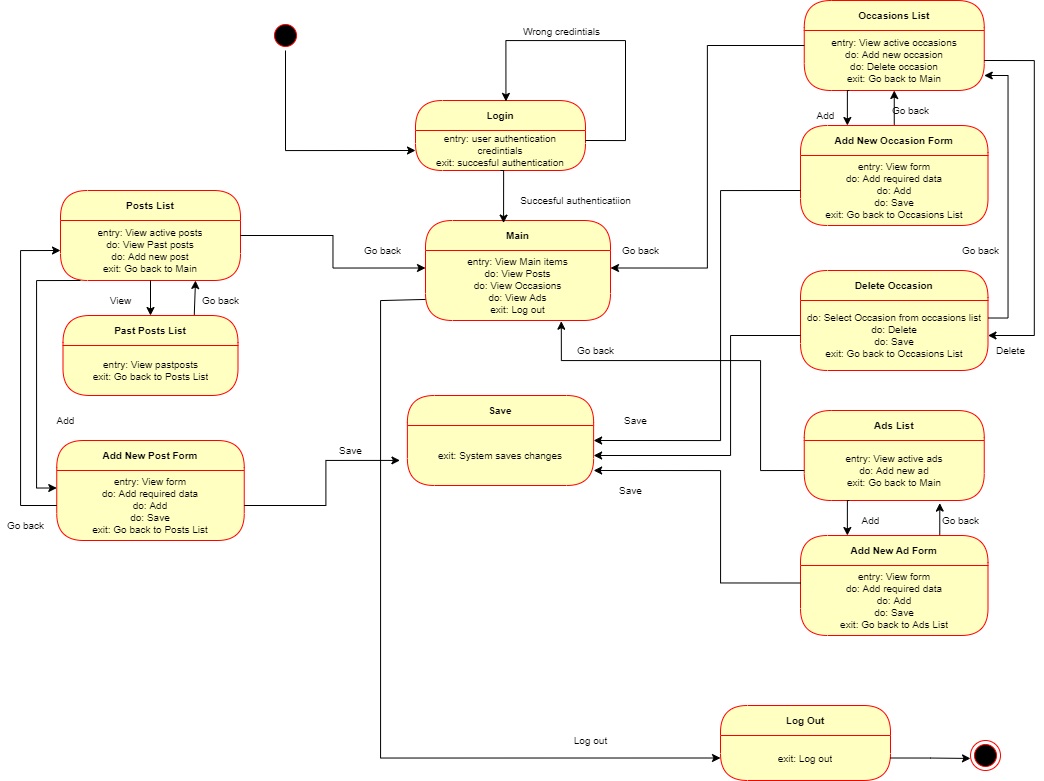 Occasions List
entry: View active occasions
do: Add new occasion
do: Delete occasion
exit: Go back to Main
Wrong credintials
Login
entry: user authentication
credintials
exit: succesful authentication
Add
Go back
Add New Occasion Form
entry: View form
do: Add required data
do: Add
do: Save
exit: Go back to Occasions List
Succesful authenticatiion
Posts List
entry: View active posts
do: View Past posts
do: Add new post
exit: Go back to Main
Go back
Main
entry: View Main items
do: View Posts
do: View Occasions
do: View Ads
exit: Log out
Go back
Go back
View
Go back
Delete Occasion
do: Select Occasion from occasions list
do: Delete
do: Save
exit: Go back to Occasions List
Delete
Past Posts List
entry: View pastposts
exit: Go back to Posts List
Go back
Add
Save
exit: System saves changes
Save
Ads List
entry: View active ads
do: Add new ad
exit: Go back to Main
Add New Post Form
entry: View form
do: Add required data
do: Add
do: Save
exit: Go back to Posts List
Save
Go back
Save
Add
Go back
Add New Ad Form
entry: View form
do: Add required data
do: Add
do: Save
exit: Go back to Ads List
Log out
Log Out
exit: Log out